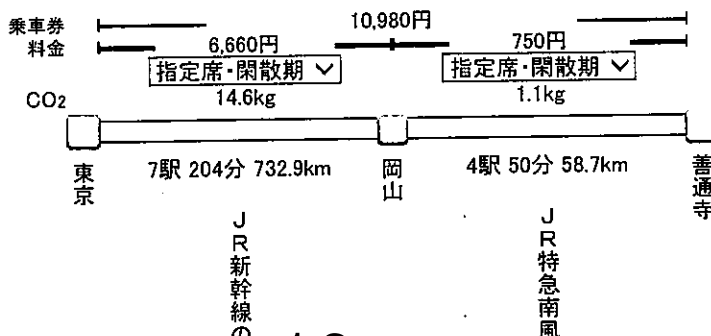 乗車券 10,980円
料金 6,660円 750円
指定席・閑散期 指定席・閑散期
CO2 14.6kg 1.1kg
7駅 204分 732.9km 4駅 50分 58.7km
東京
岡山
善通寺
JR新幹線の
JR特急南風